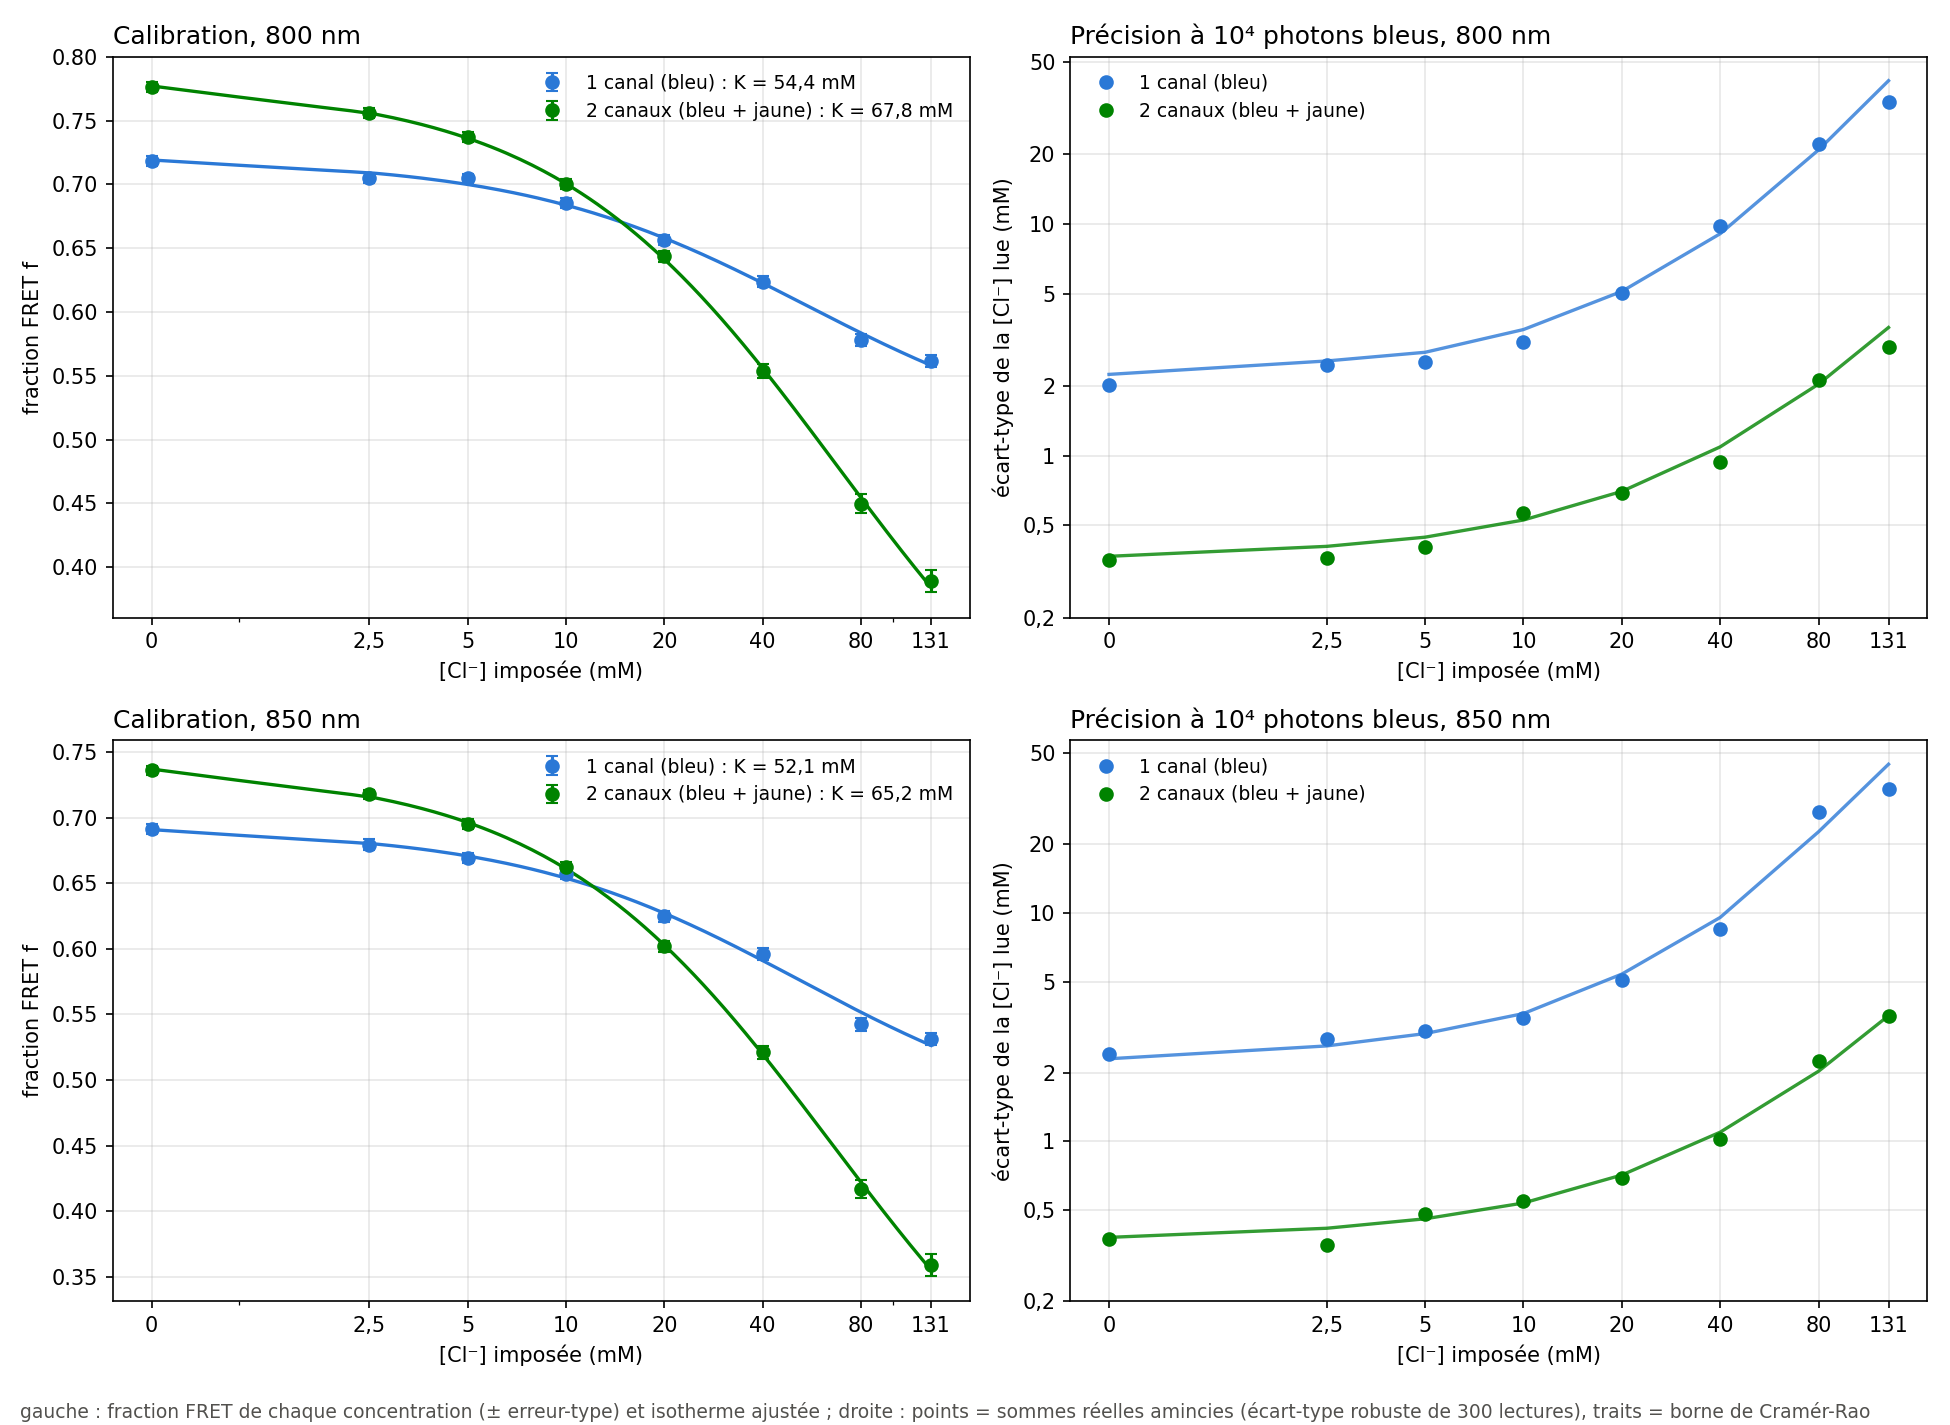 Calibration, 800 nm
0.80
0.75
0.70
0.65
0.60
0.55
0.50
0.45
0.40
fraction FRET f
1 canal (bleu) : K = 54,4 mM
2 canaux (bleu + jaune) : K = 67,8 mM
0 2,5 5 10 20 40 80 131
[Cl⁻] imposée (mM)
Précision à 10⁴ photons bleus, 800 nm
50
20
10
5
2
1
0,5
0,2
écart-type de la [Cl⁻] lue (mM)
1 canal (bleu)
2 canaux (bleu + jaune)
0 2,5 5 10 20 40 80 131
[Cl⁻] imposée (mM)
Calibration, 850 nm
0.75
0.70
0.65
0.60
0.55
0.50
0.45
0.40
0.35
fraction FRET f
1 canal (bleu) : K = 52,1 mM
2 canaux (bleu + jaune) : K = 65,2 mM
0 2,5 5 10 20 40 80 131
[Cl⁻] imposée (mM)
Précision à 10⁴ photons bleus, 850 nm
50
20
10
5
2
1
0,5
0,2
écart-type de la [Cl⁻] lue (mM)
1 canal (bleu)
2 canaux (bleu + jaune)
0 2,5 5 10 20 40 80 131
[Cl⁻] imposée (mM)
gauche : fraction FRET de chaque concentration (± erreur-type) et isotherme ajustée ; droite : points = sommes réelles amincies (écart-type robuste de 300 lectures), traits = borne de Cramér-Rao